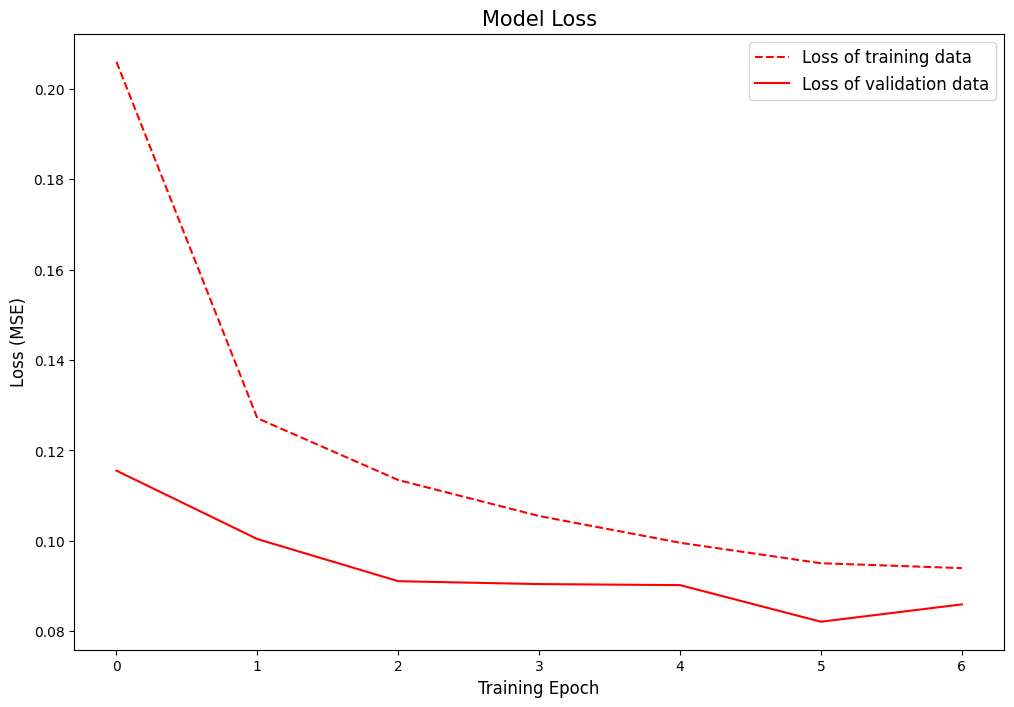 Model Loss
Loss of training data
Loss of validation data
0.20
0.18
0.16
0.14
0.12
0.10
0.08
Loss (MSE)
0 1 2 3 4 5 6
Training Epoch